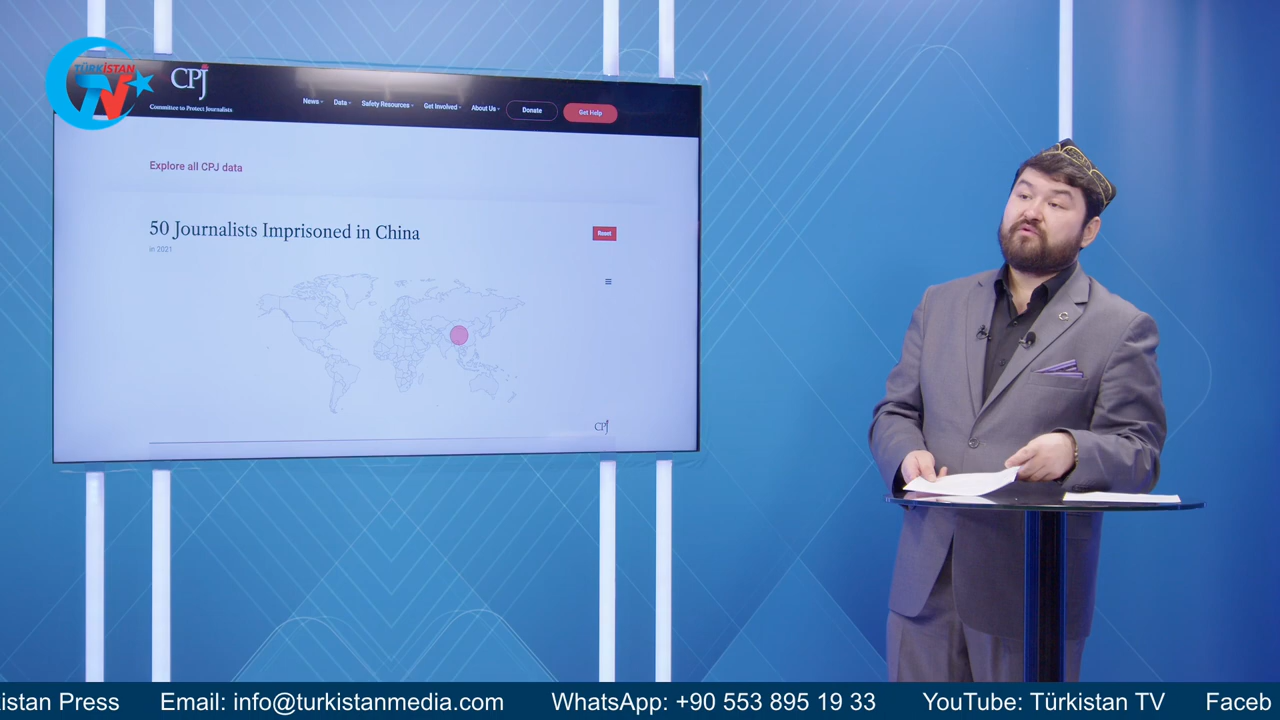 TÜRKİSTAN
TV
CPJ
Committee to Protect Journalists
News
Data
Safety Resources
Get Involved
About Us
Donate
Get Help
Explore all CPJ data
50 Journalists Imprisoned in China
in 2021
Reset
CPJ
istan Press Email: info@turkistanmedia.com WhatsApp: +90 553 895 19 33 YouTube: Türkistan TV Faceb